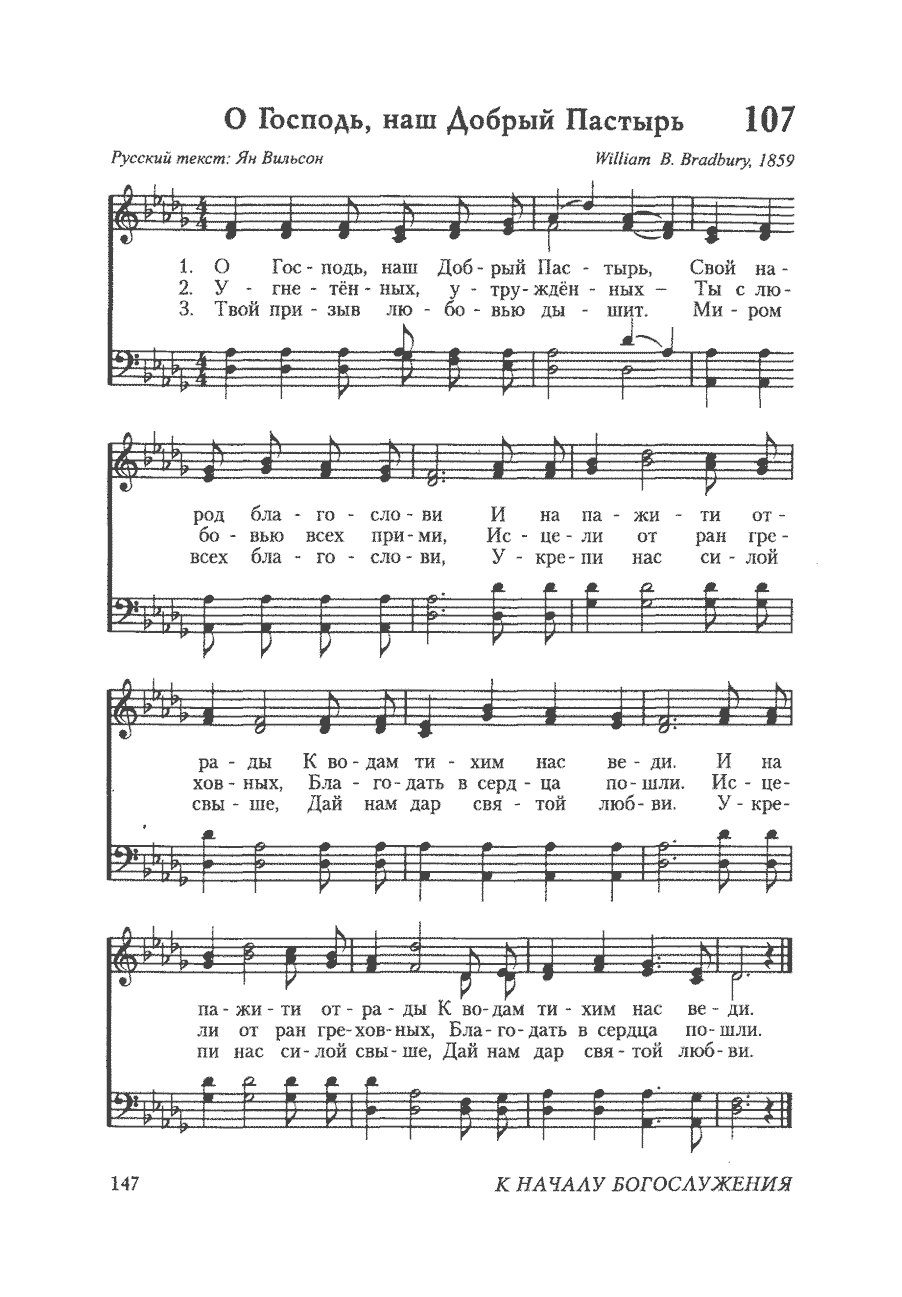 О Господь, наш Добрый Пастырь 107
Русский текст: Ян Вильсон William B. Bradbury, 1859
1. О Гос - подь, наш Доб - рый Пас - тырь, Свой на -
2. У - гне - тён - ных, у - тру - ждён - ных – Ты с лю -
3. Твой при - зыв лю - бо - вью ды - шит. Ми - ром
род бла - го - сло - ви И на па - жи - ти от -
бо - вью всех при - ми, Ис - це - ли от ран гре -
всех бла - го - сло - ви, У - кре - пи нас си - лой
ра - ды К во - дам ти - хим нас ве - ди. И на
хов - ных, Бла - го - дать в серд - ца по - шли. Ис - це -
свы - ше, Дай нам дар свя - той люб - ви. У - кре -
па - жи - ти от - ра - ды К во - дам ти - хим нас ве - ди.
ли от ран гре - хов - ных, Бла - го - дать в сердца по - шли.
пи нас си - лой свы - ше, Дай нам дар свя - той люб - ви.
147 К НАЧАЛУ БОГОСЛУЖЕНИЯ